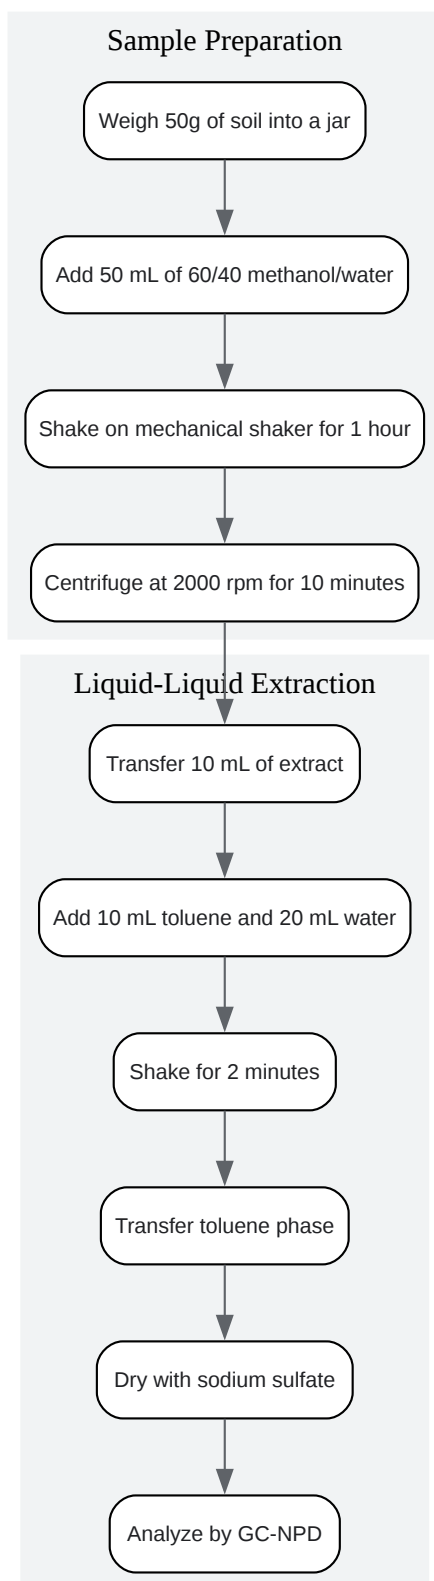 Sample Preparation
Weigh 50g of soil into a jar
Add 50 mL of 60/40 methanol/water
Shake on mechanical shaker for 1 hour
Centrifuge at 2000 rpm for 10 minutes
Liquid-Liquid Extraction
Transfer 10 mL of extract
Add 10 mL toluene and 20 mL water
Shake for 2 minutes
Transfer toluene phase
Dry with sodium sulfate
Analyze by GC-NPD